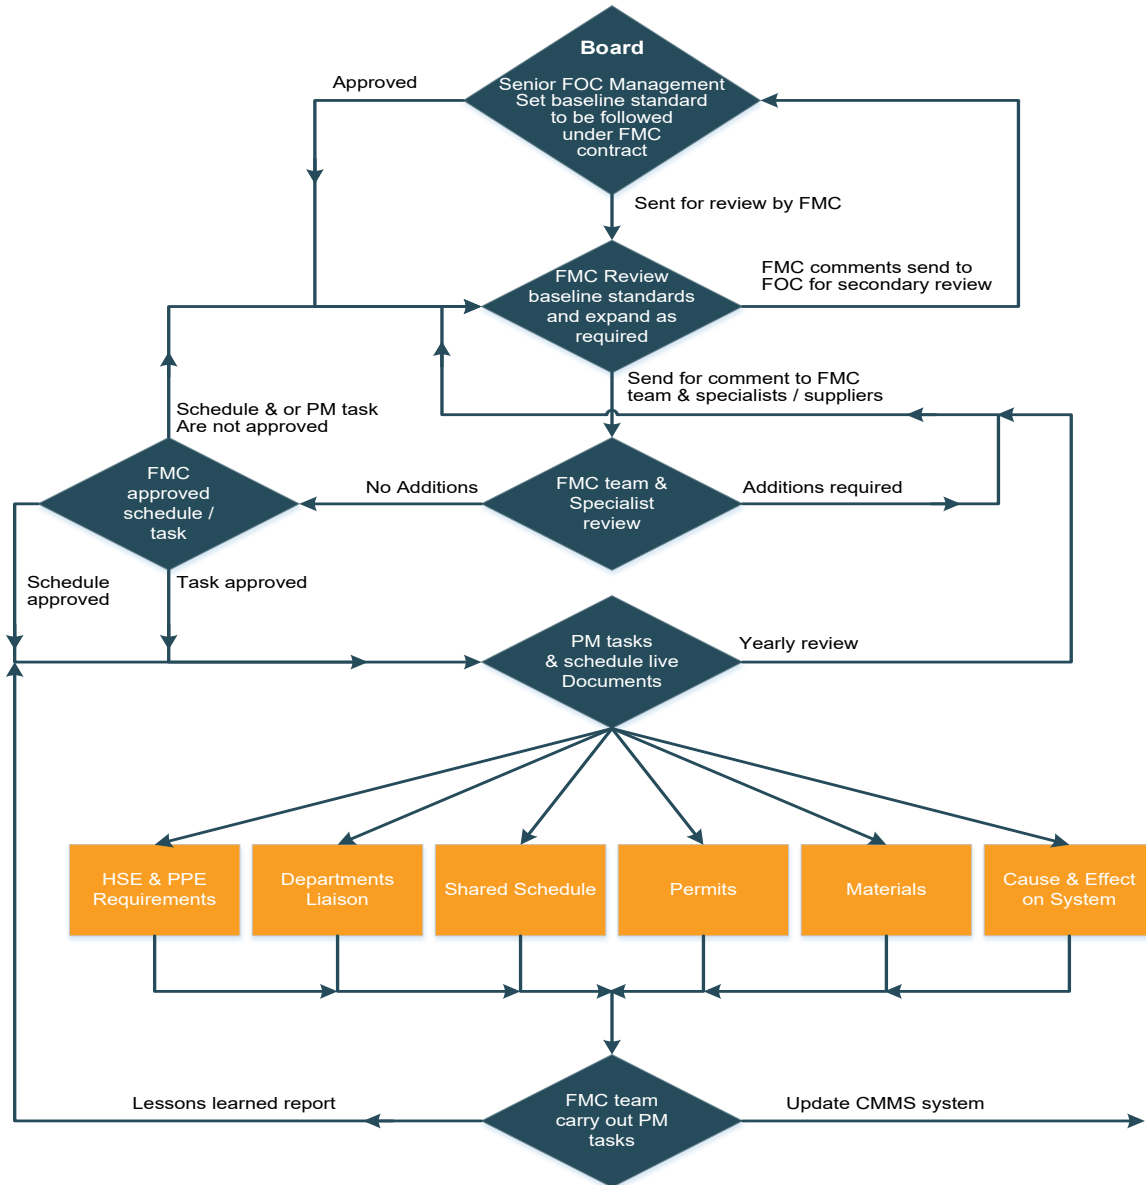 Board
Approved
Senior FOC Management
Set baseline standard
to be followed
under FMC
contract
Sent for review by FMC
FMC Review
baseline standards
and expand as
required
FMC comments send to
FOC for secondary review
Send for comment to FMC
team & specialists / suppliers
Schedule & or PM task
Are not approved
FMC
approved
schedule /
task
No Additions
FMC team &
Specialist
review
Additions required
Schedule
approved
Task approved
PM tasks
& schedule live
Documents
Yearly review
HSE & PPE
Requirements
Departments
Liaison
Shared Schedule
Permits
Materials
Cause & Effect
on System
Lessons learned report
FMC team
carry out PM
tasks
Update CMMS system